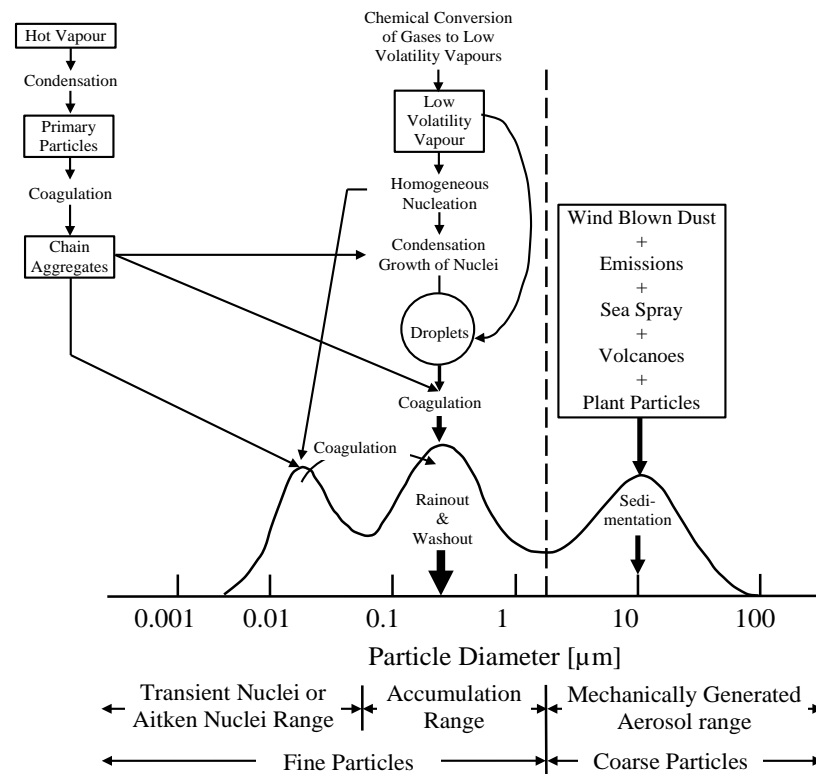 Hot Vapour
Condensation
Primary
Particles
Coagulation
Chain
Aggregates
Chemical Conversion
of Gases to Low
Volatility Vapours
Low
Volatility
Vapour
Homogeneous
Nucleation
Condensation
Growth of Nuclei
Droplets
Coagulation
Coagulation
Rainout
&
Washout
Wind Blown Dust
+
Emissions
+
Sea Spray
+
Volcanoes
+
Plant Particles
Sedi-
mentation
0.001 0.01 0.1 1 10 100
Particle Diameter [µm]
Transient Nuclei or
Aitken Nuclei Range
Accumulation
Range
Mechanically Generated
Aerosol range
Fine Particles
Coarse Particles